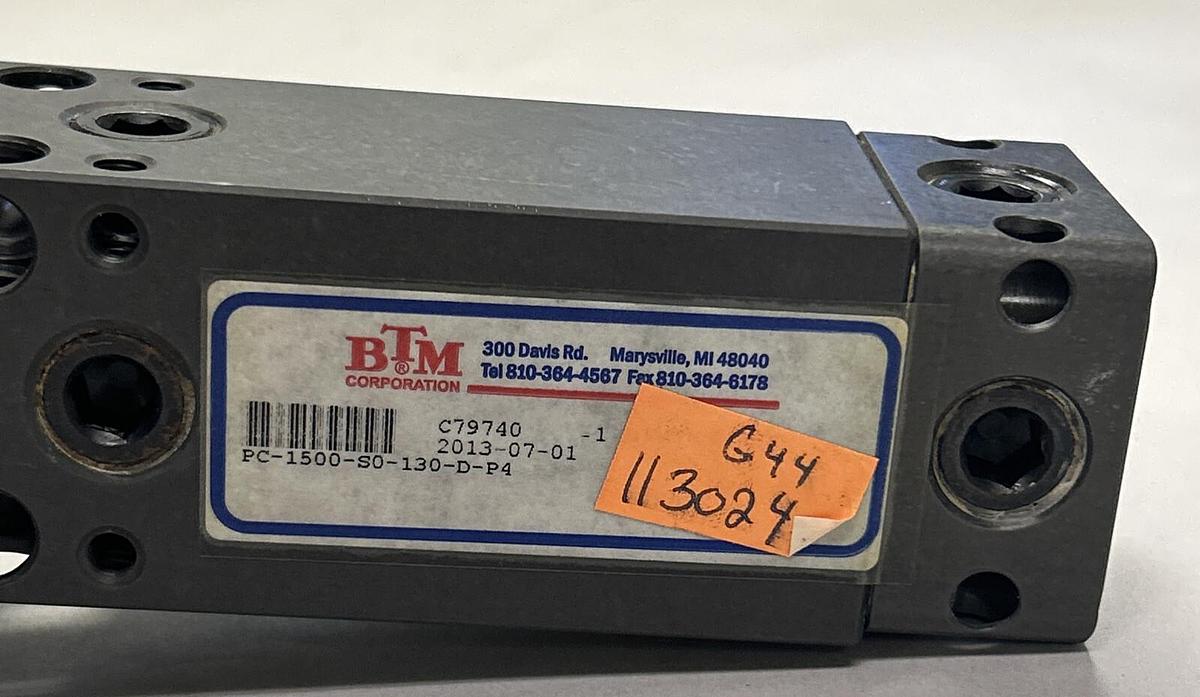 BTM®
CORPORATION
300 Davis Rd. Marysville, MI 48040
Tel 810-364-4567 Fax 810-364-6178
C79740 -1
2013-07-01
PC-1500-S0-130-D-P4
G44
113024